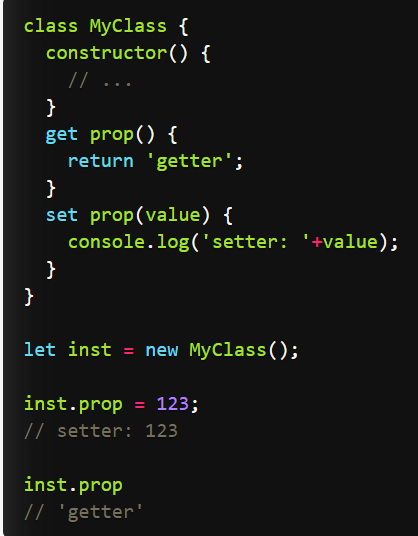 class MyClass {
  constructor() {
    // ...
  }
  get prop() {
    return 'getter';
  }
  set prop(value) {
    console.log('setter: '+value);
  }
}

let inst = new MyClass();

inst.prop = 123;
// setter: 123

inst.prop
// 'getter'